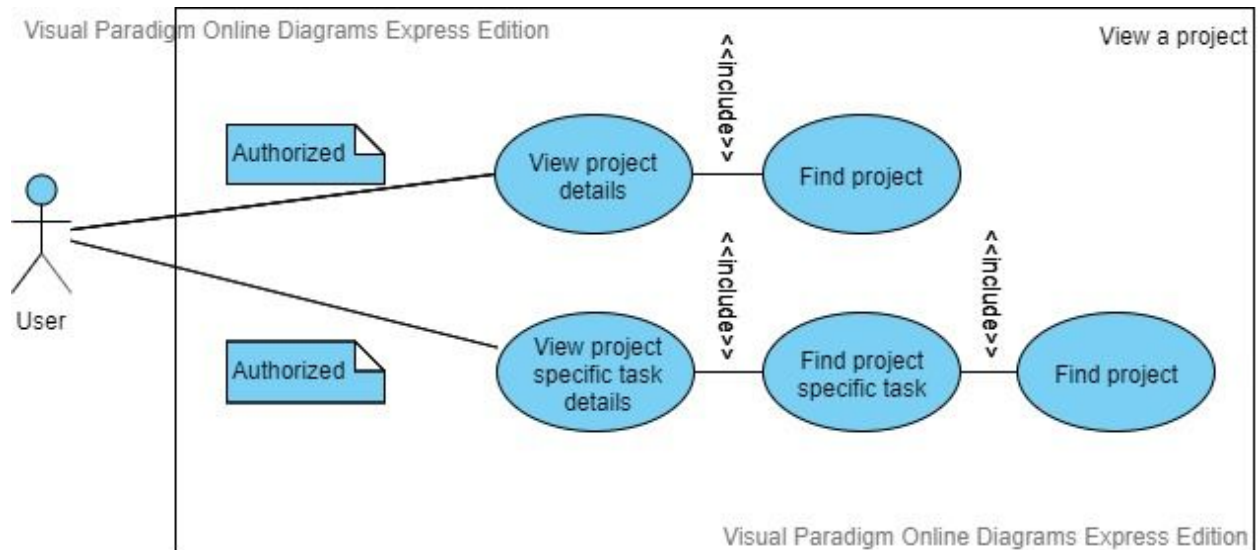 Visual Paradigm Online Diagrams Express Edition
View a project
<<include>>
Authorized
View project
details
Find project
User
<<include>>
<<include>>
Authorized
View project
specific task
details
Find project
specific task
Find project
Visual Paradigm Online Diagrams Express Edition